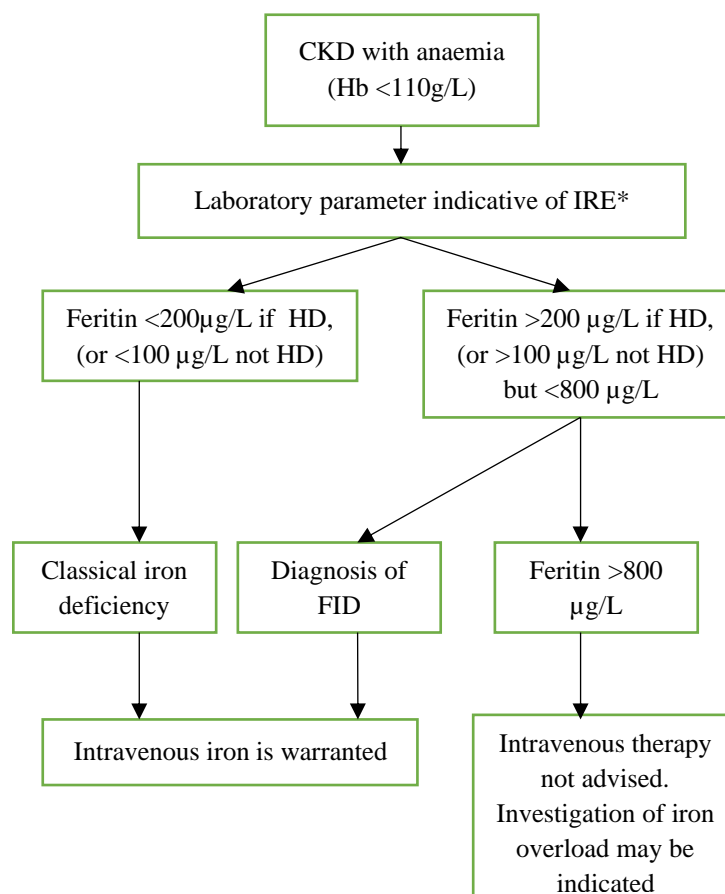 CKD with anaemia
(Hb <110g/L)
Laboratory parameter indicative of IRE*
Feritin <200µg/L if  HD,
(or <100 µg/L not HD)
Feritin >200 µg/L if HD,
(or >100 µg/L not HD)
but <800 µg/L
Classical iron
deficiency
Diagnosis of
FID
Feritin >800
µg/L
Intravenous iron is warranted
Intravenous therapy
not advised.
Investigation of iron
overload may be
indicated